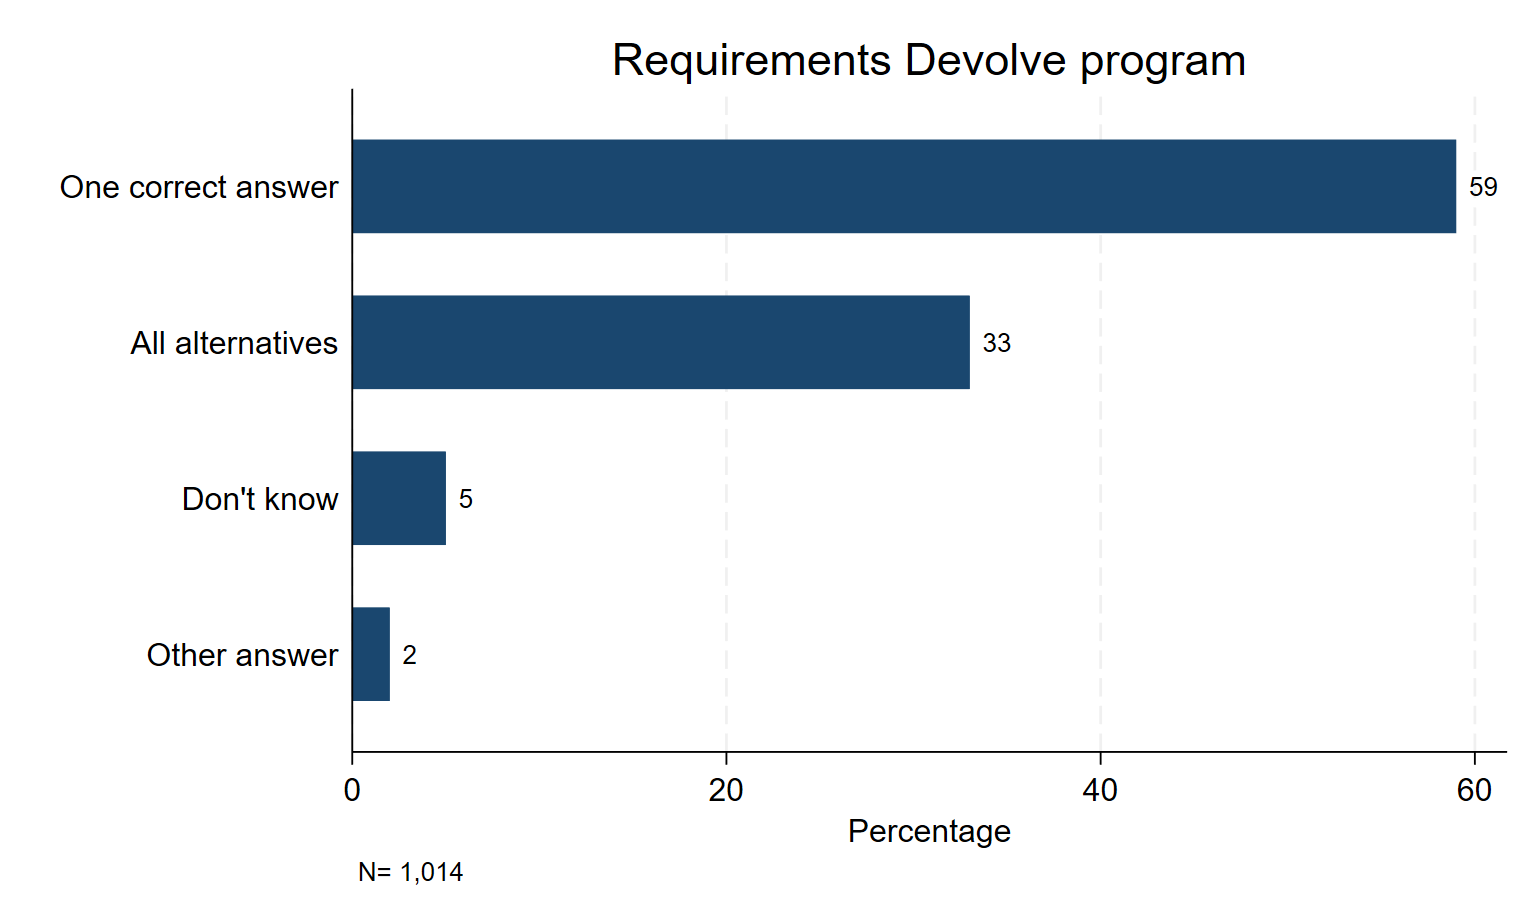 Requirements Devolve program
One correct answer
59
All alternatives
33
Don't know
5
Other answer
2
0 20 40 60
Percentage
N= 1,014